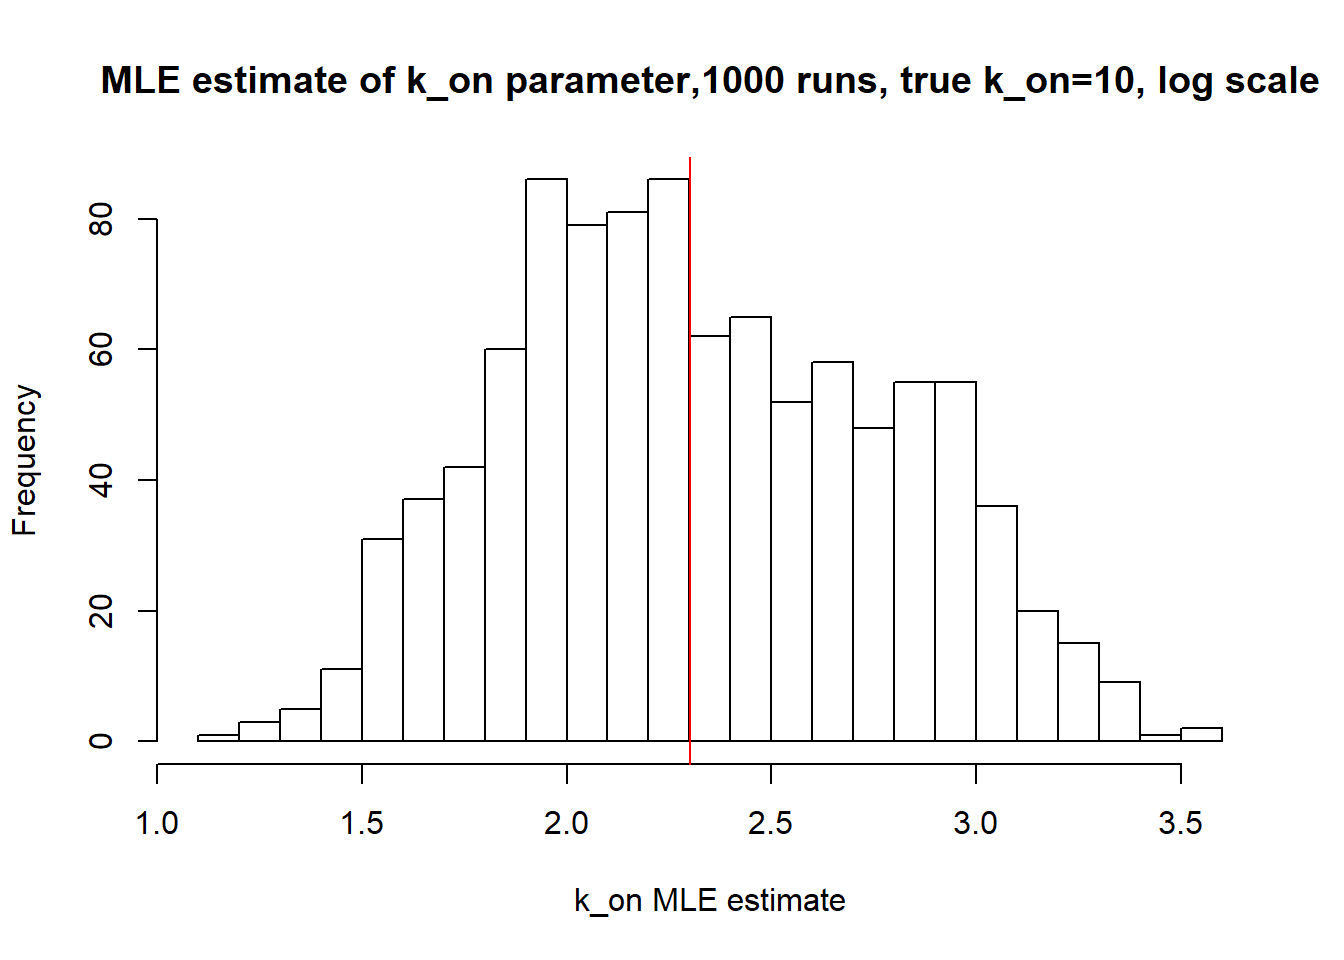 MLE estimate of k_on parameter,1000 runs, true k_on=10, log scale
Frequency
80
60
40
20
0
1.0 1.5 2.0 2.5 3.0 3.5
k_on MLE estimate